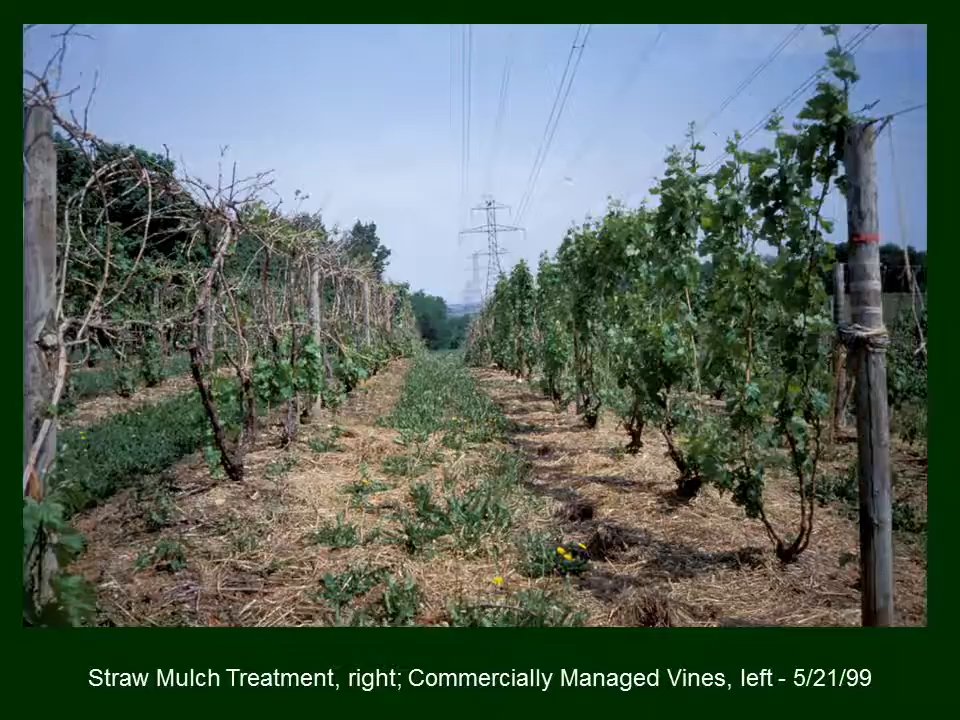 Straw Mulch Treatment, right; Commercially Managed Vines, left - 5/21/99